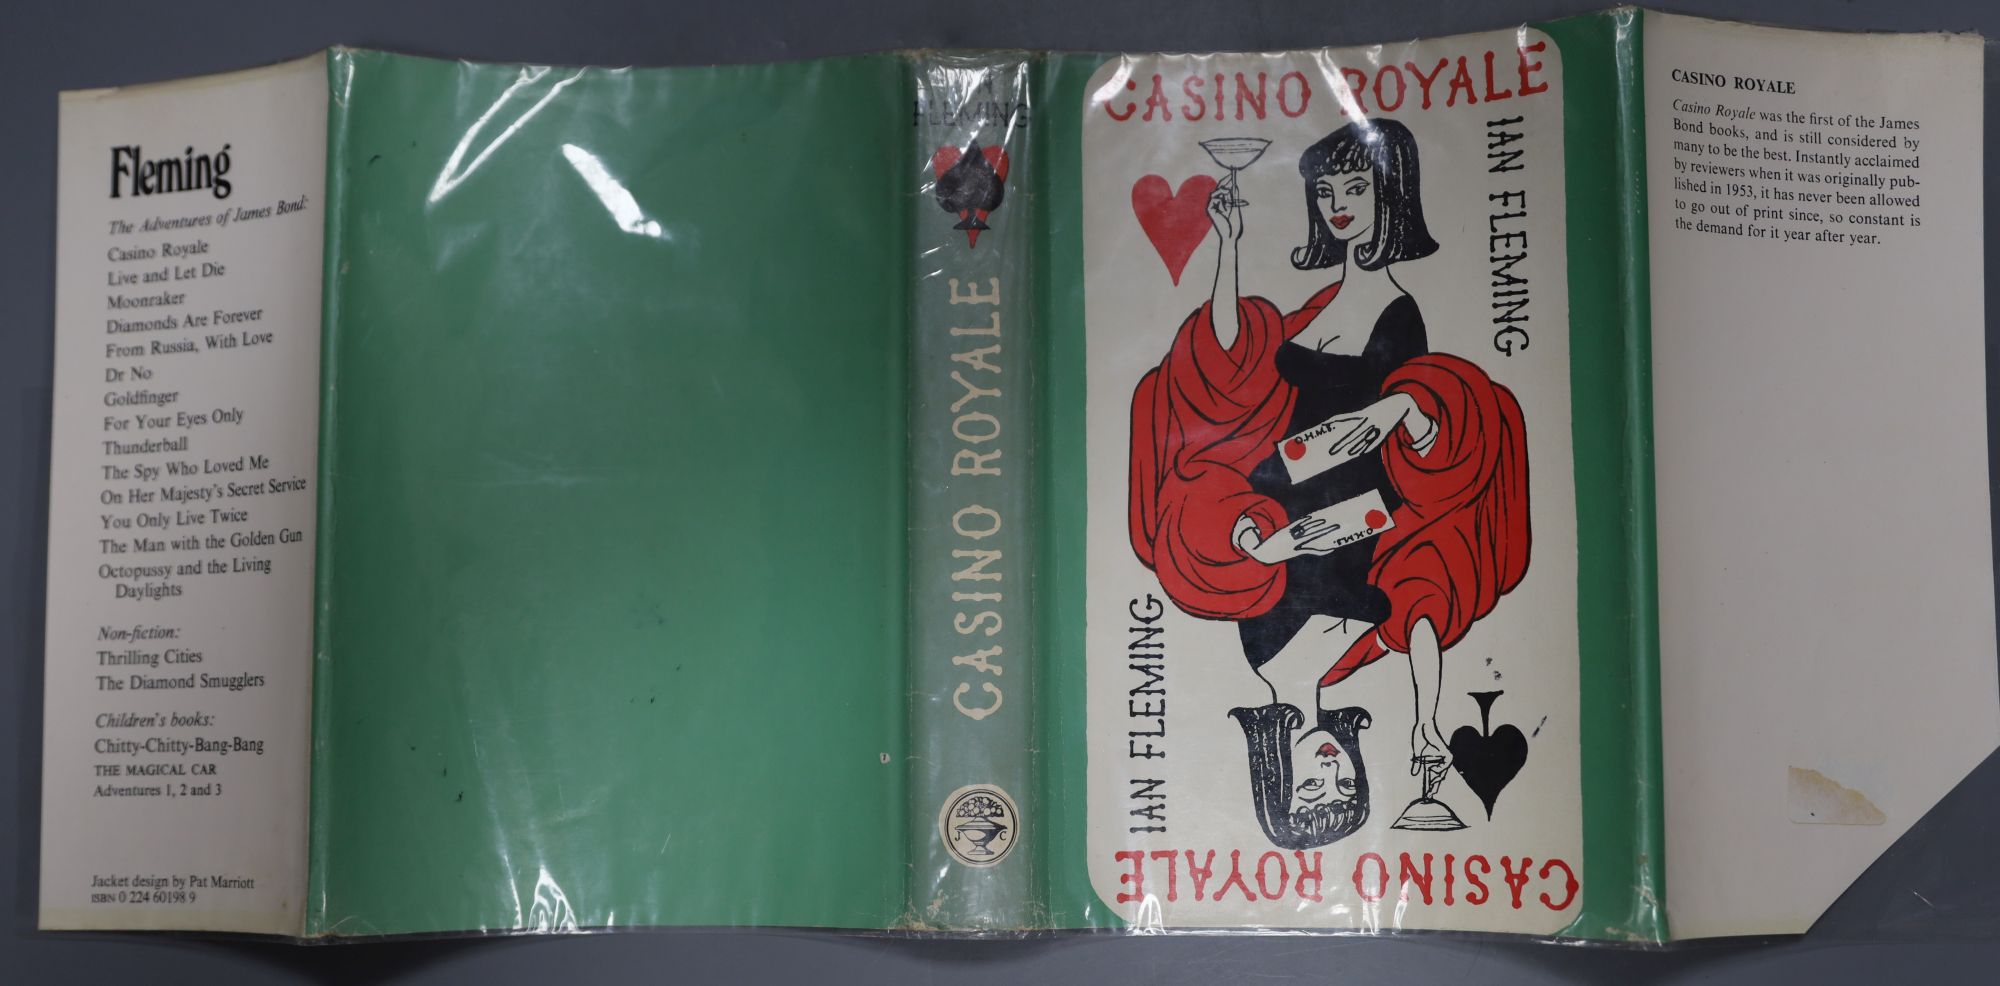 Fleming
The Adventures of James Bond:
Casino Royale
Live and Let Die
Moonraker
Diamonds Are Forever
From Russia, With Love
Dr No
Goldfinger
For Your Eyes Only
Thunderball
The Spy Who Loved Me
On Her Majesty's Secret Service
You Only Live Twice
The Man with the Golden Gun
Octopussy and the Living
Daylights
Non-fiction:
Thrilling Cities
The Diamond Smugglers
Children's books:
Chitty-Chitty-Bang-Bang
THE MAGICAL CAR
Adventures 1, 2 and 3
Jacket design by Pat Marriott
ISBN 0 224 60198 9
FLEMING
CASINO ROYALE
J C
CASINO ROYALE
IAN FLEMING
O.H.M.S.
O.H.M.S.
IAN FLEMING
CASINO ROYALE
CASINO ROYALE
Casino Royale was the first of the James
Bond books, and is still considered by
many to be the best. Instantly acclaimed
by reviewers when it was originally pub-
lished in 1953, it has never been allowed
to go out of print since, so constant is
the demand for it year after year.